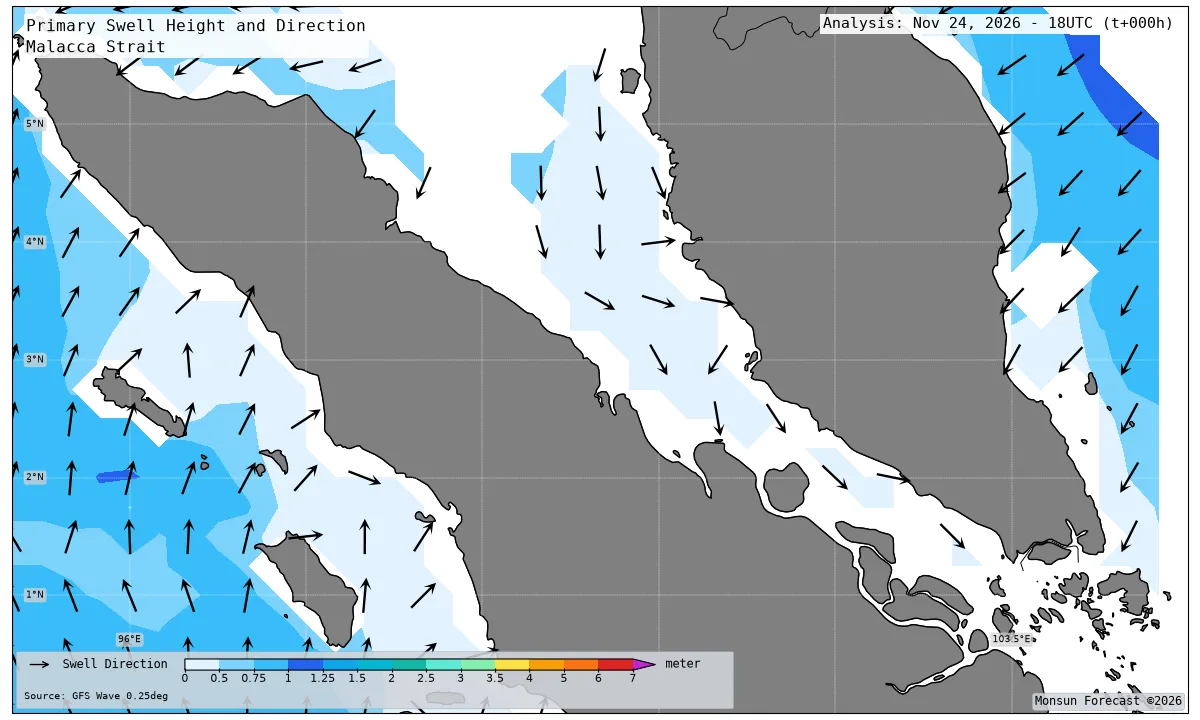 Primary Swell Height and Direction
Malacca Strait
Analysis: Nov 24, 2026 - 18UTC (t+000h)
5°N
4°N
3°N
2°N
1°N
96°E
103.5°E
Swell Direction
meter
0 0.5 0.75 1 1.25 1.5 2 2.5 3 3.5 4 5 6 7
Source: GFS Wave 0.25deg
Monsun Forecast ©2026